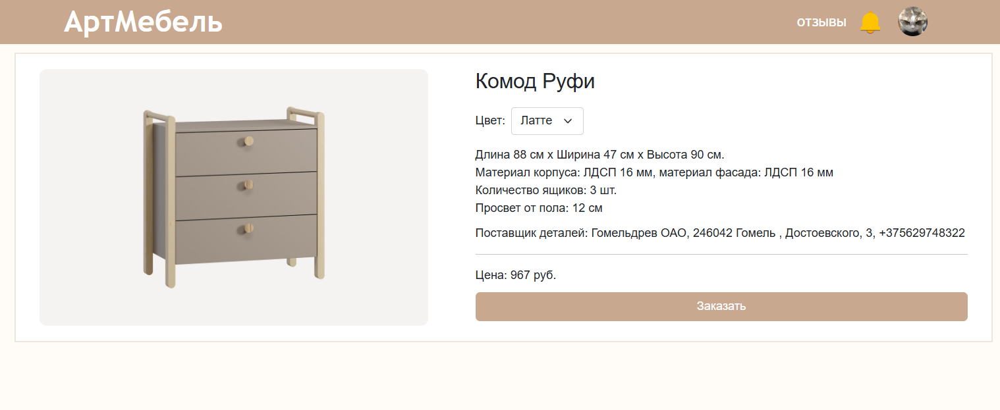 АртМебель
ОТЗЫВЫ
Комод Руфи
Цвет: Латте
Длина 88 см x Ширина 47 см x Высота 90 см.
Материал корпуса: ЛДСП 16 мм, материал фасада: ЛДСП 16 мм
Количество ящиков: 3 шт.
Просвет от пола: 12 см
Поставщик деталей: Гомельдрев ОАО, 246042 Гомель , Достоевского, 3, +375629748322
Цена: 967 руб.
Заказать